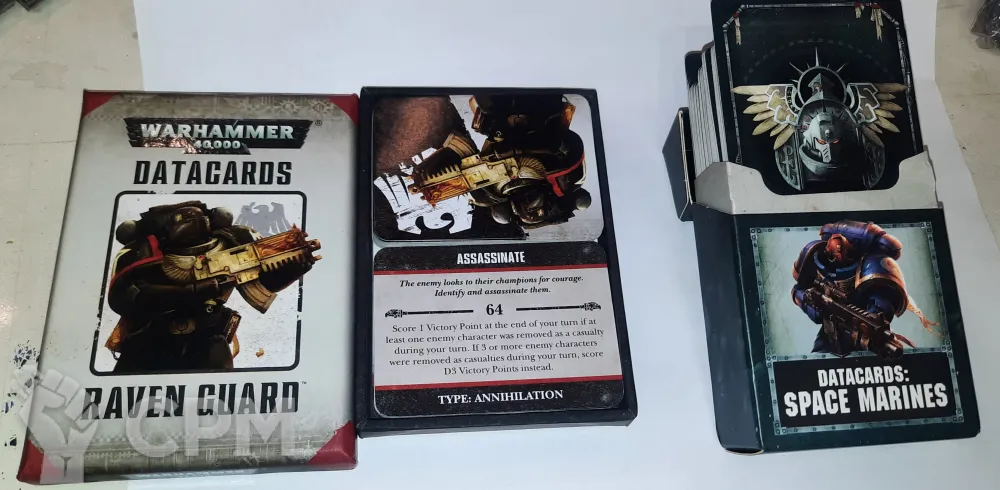 WARHAMMER
40,000
DATACARDS
RAVEN GUARD™
ASSASSINATE
The enemy looks to their champions for courage.
Identify and assassinate them.
64
Score 1 Victory Point at the end of your turn if at
least one enemy character was removed as a casualty
during your turn. If 3 or more enemy characters
were removed as casualties during your turn, score
D3 Victory Points instead.
TYPE: ANNIHILATION
DATACARDS:
SPACE MARINES
CPM